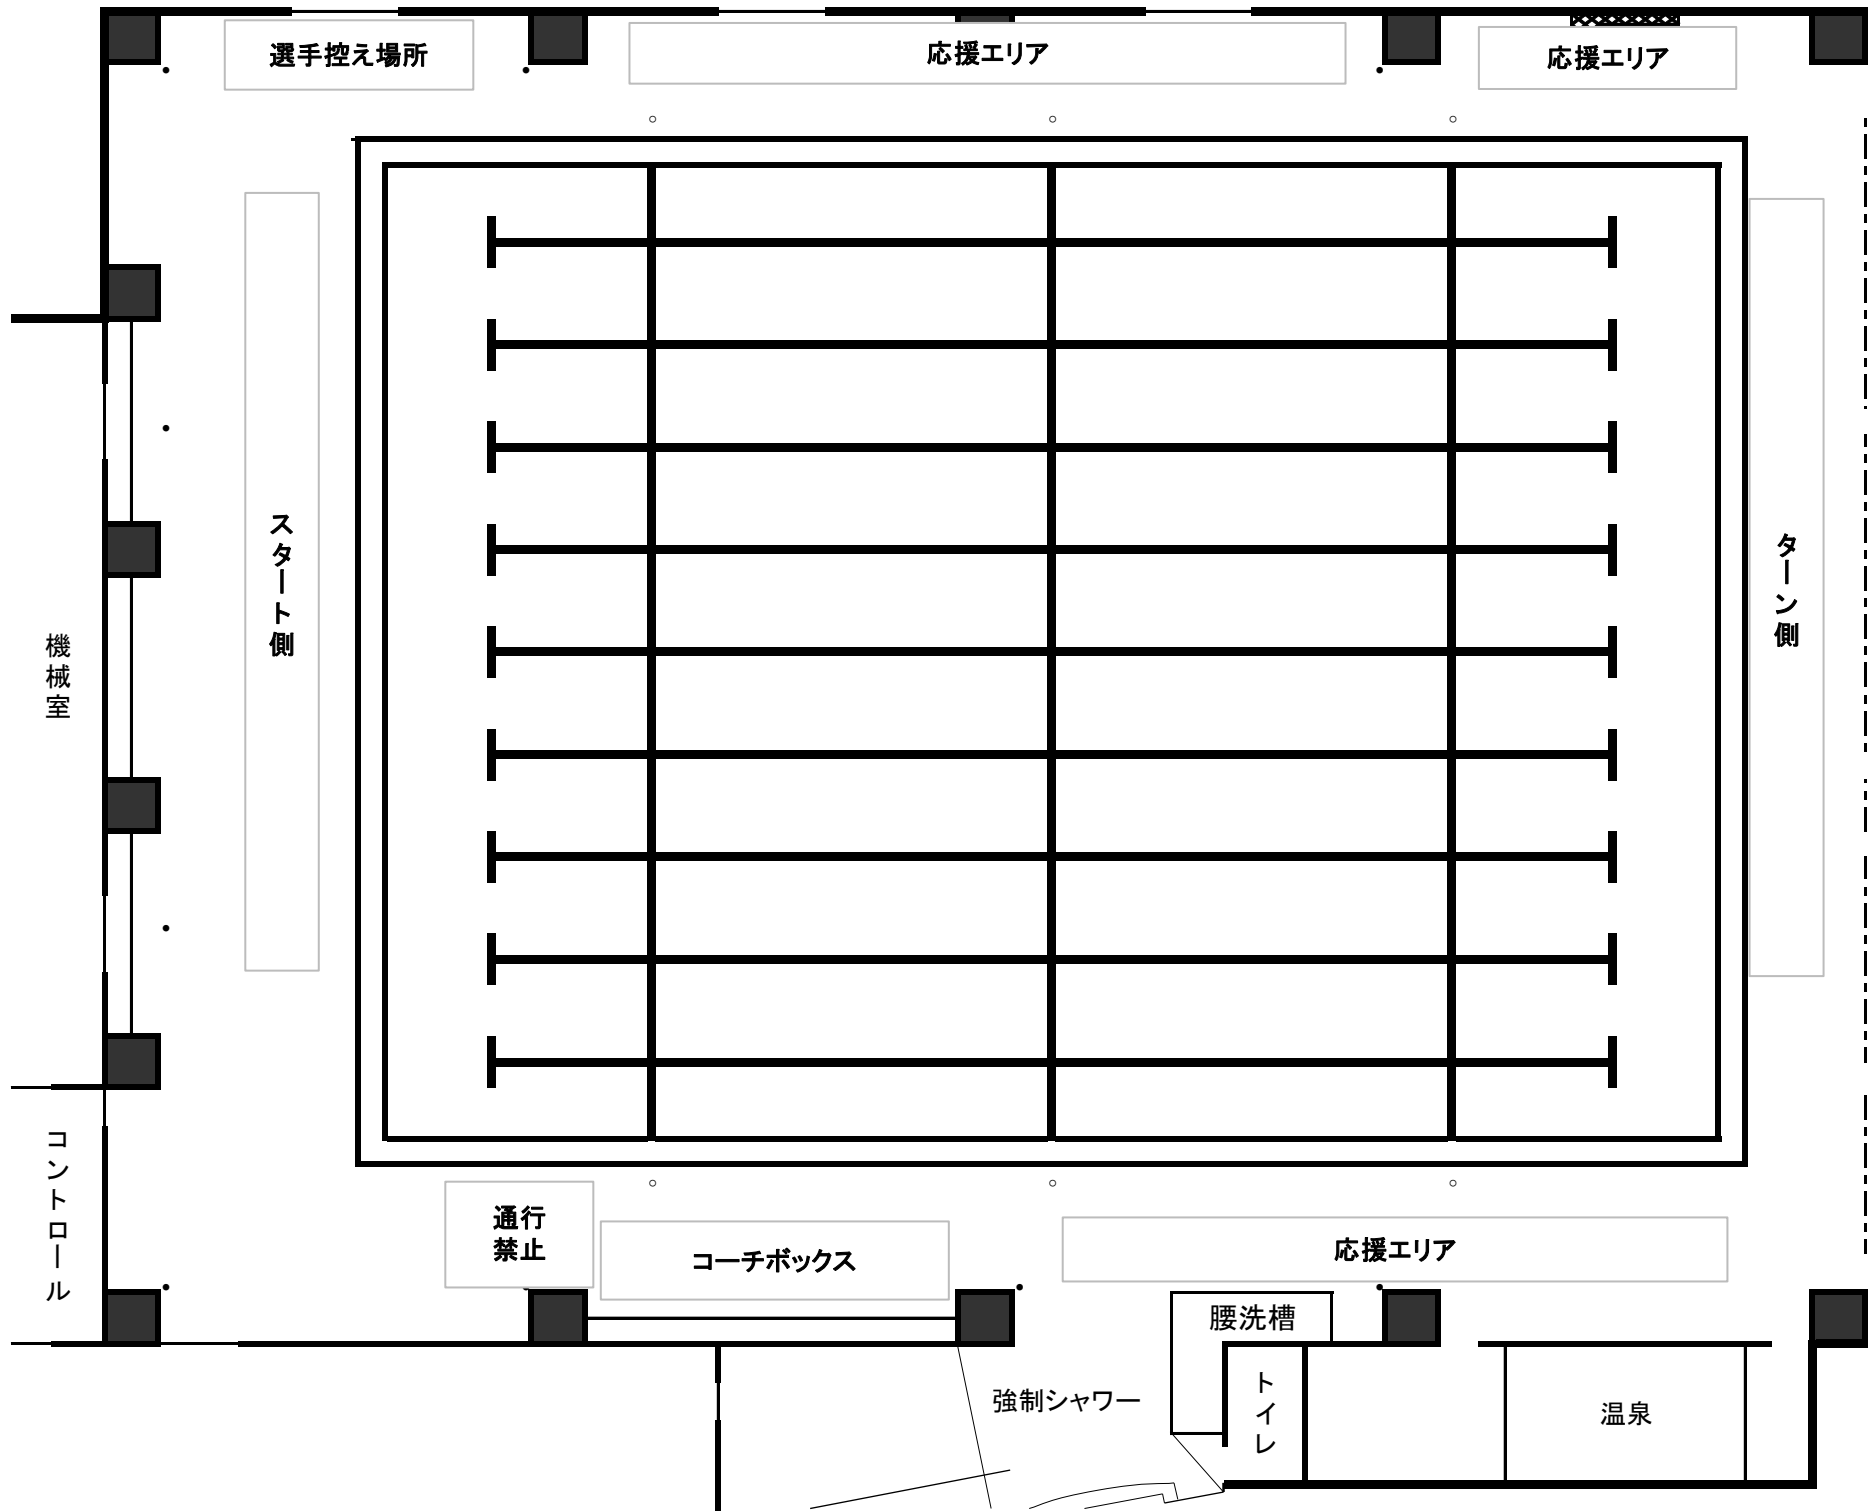 選手控え場所
応援エリア
応援エリア
スタート側
ターン側
機械室
コントロール
通行
禁止
コーチボックス
応援エリア
腰洗槽
強制シャワー
トイレ
温泉